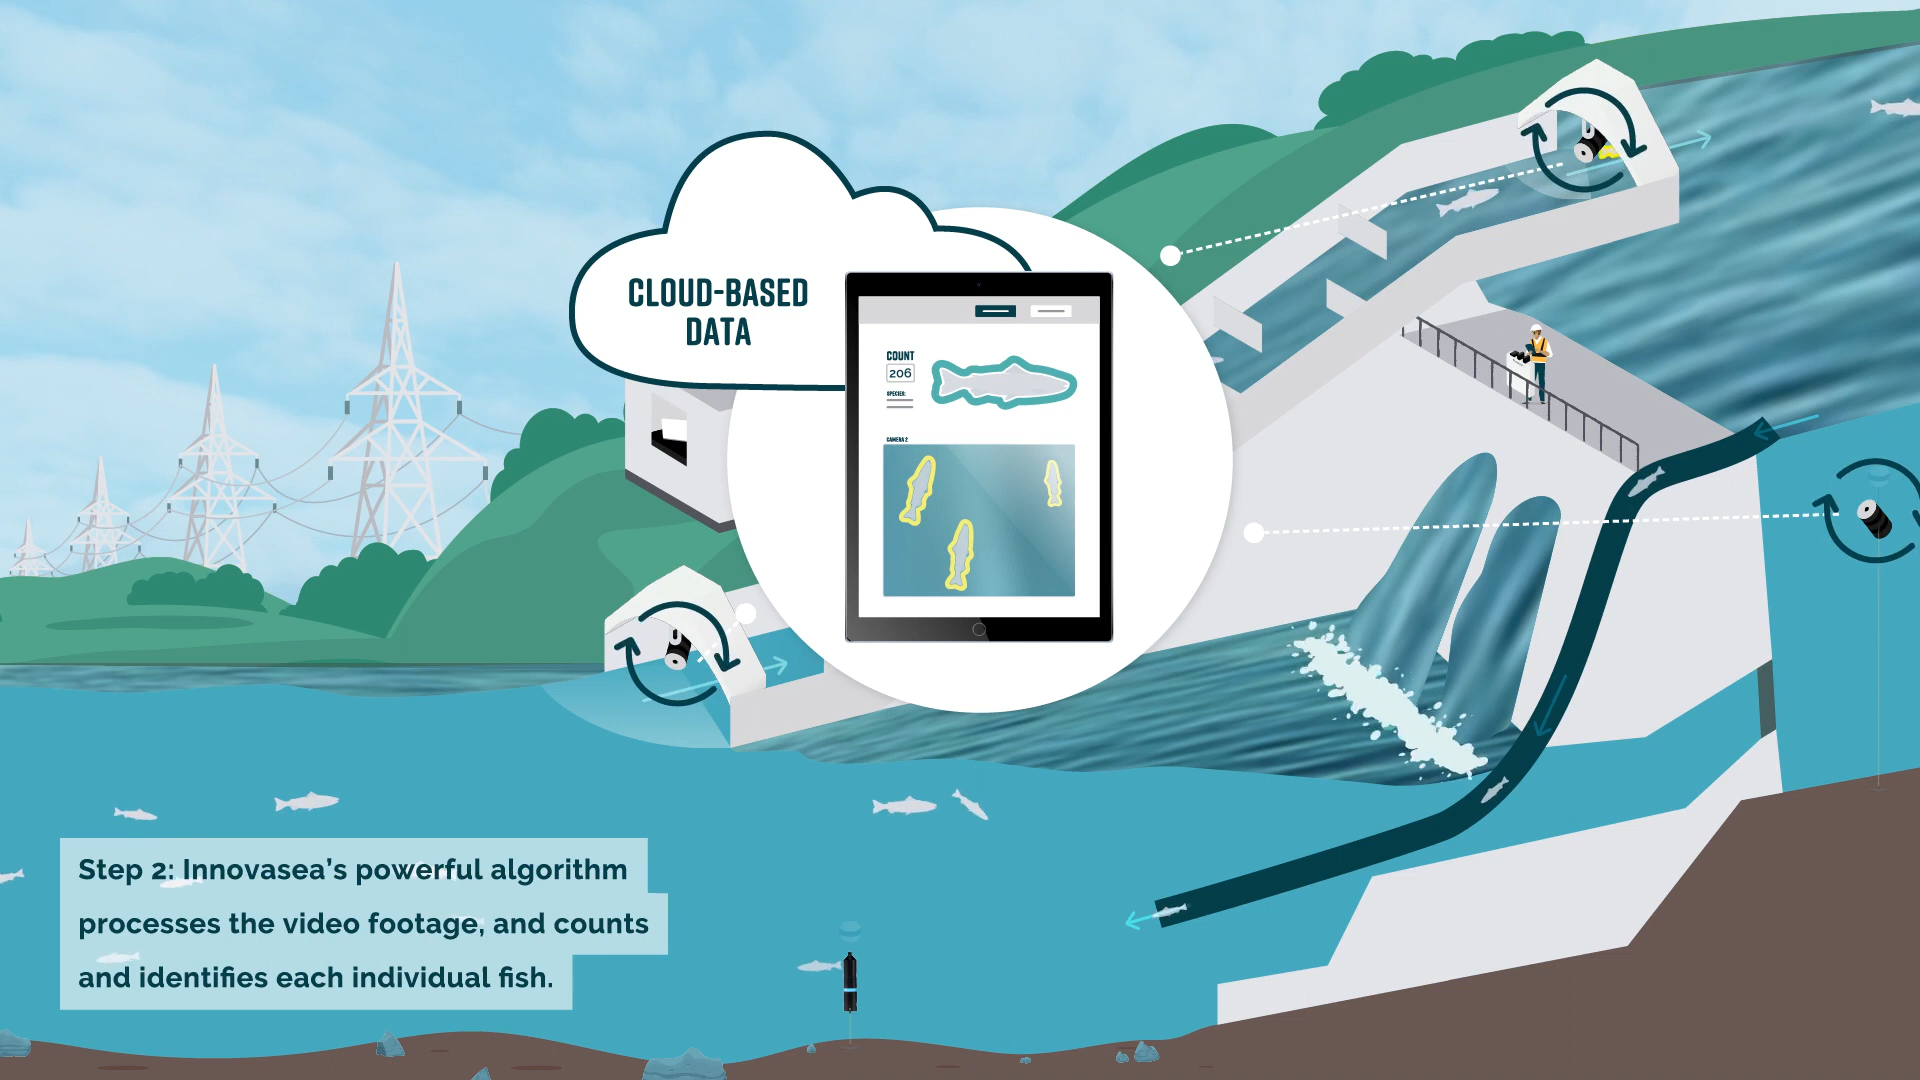 CLOUD-BASED
DATA
COUNT
206
SPECIES:
CAMERA 2
Step 2: Innovasea's powerful algorithm
processes the video footage, and counts
and identifies each individual fish.